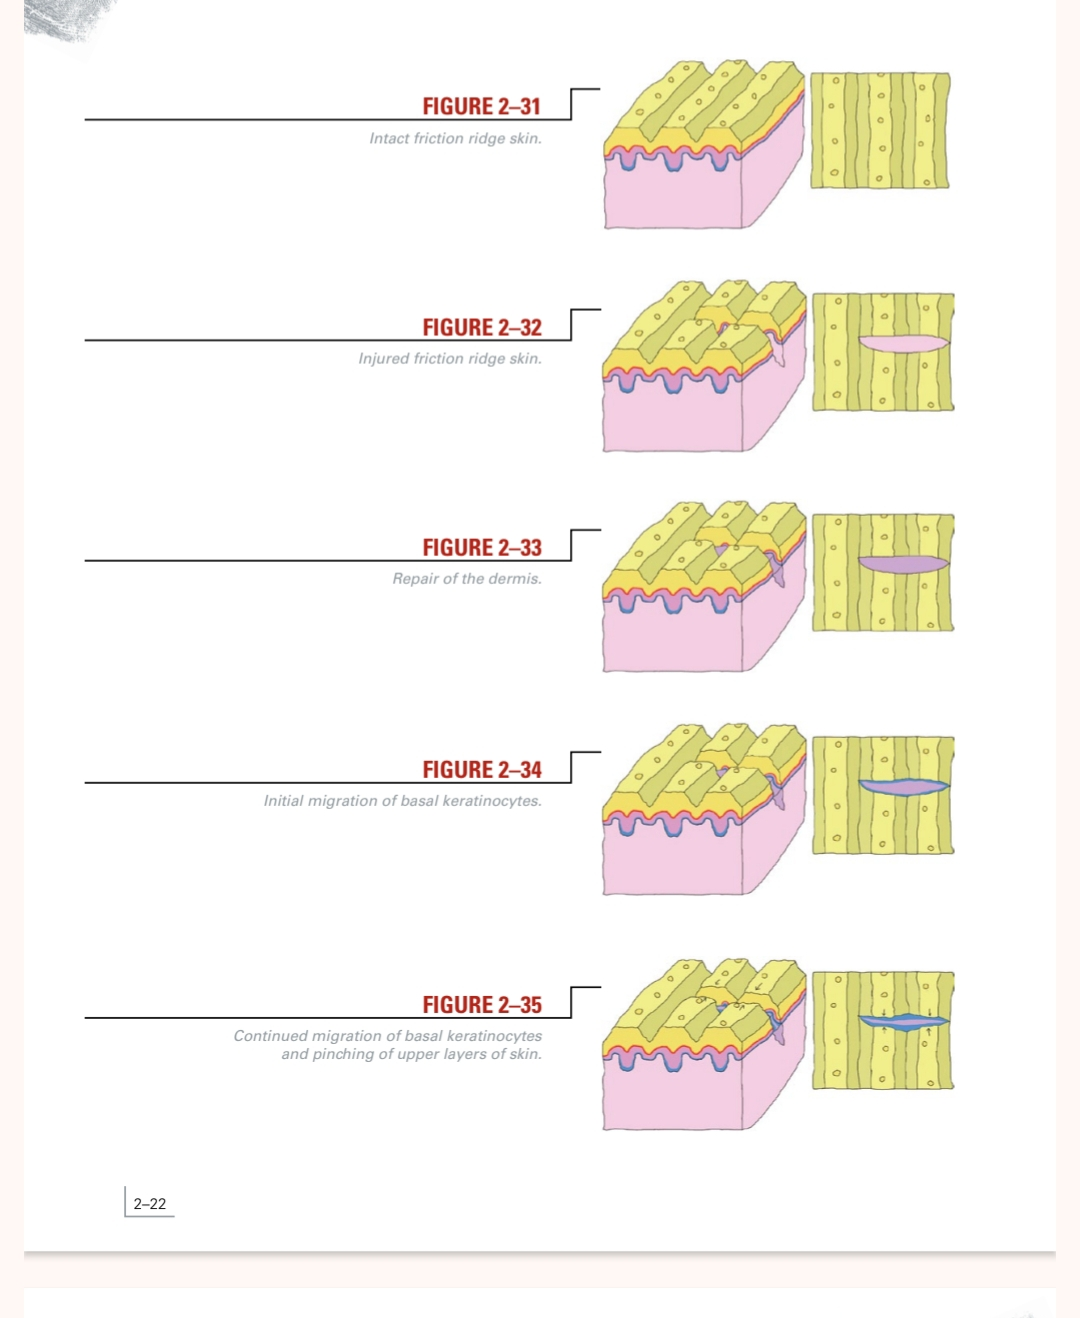 FIGURE 2–31
Intact friction ridge skin.
FIGURE 2–32
Injured friction ridge skin.
FIGURE 2–33
Repair of the dermis.
FIGURE 2–34
Initial migration of basal keratinocytes.
FIGURE 2–35
Continued migration of basal keratinocytes
and pinching of upper layers of skin.
2–22